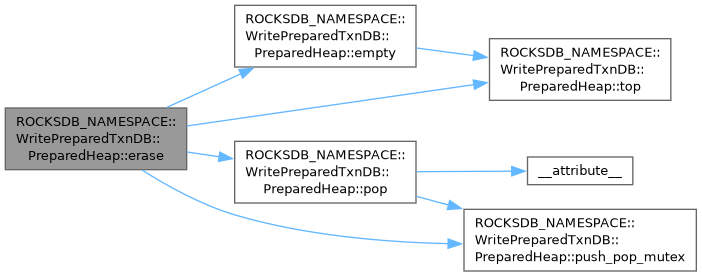 ROCKSDB_NAMESPACE::
WritePreparedTxnDB::
PreparedHeap::erase
ROCKSDB_NAMESPACE::
WritePreparedTxnDB::
PreparedHeap::empty
ROCKSDB_NAMESPACE::
WritePreparedTxnDB::
PreparedHeap::top
ROCKSDB_NAMESPACE::
WritePreparedTxnDB::
PreparedHeap::pop
__attribute__
ROCKSDB_NAMESPACE::
WritePreparedTxnDB::
PreparedHeap::push_pop_mutex